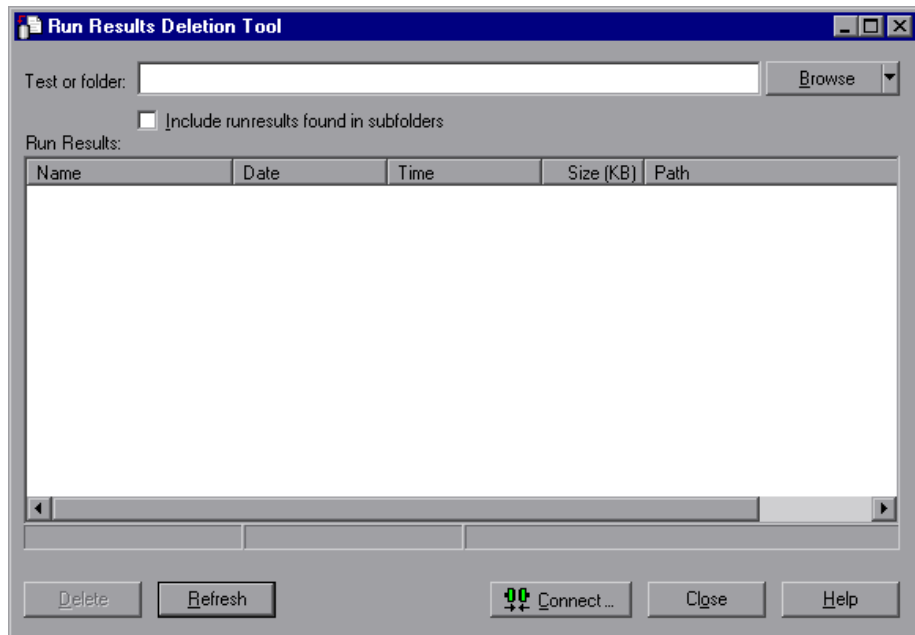 Run Results Deletion Tool
Test or folder:
Browse
Include runresults found in subfolders
Run Results:
Name Date Time Size (KB) Path
Delete Refresh Connect ... Close Help